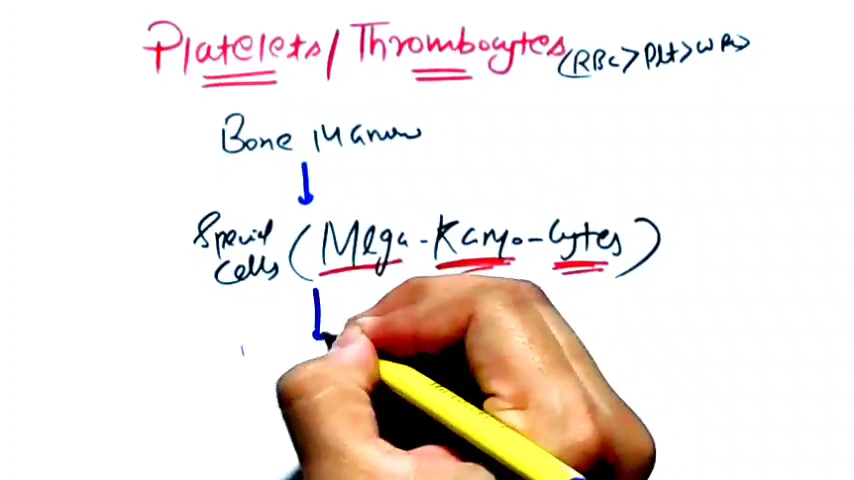 Platelets/Thrombocytes (RBC>Plt>WBC)
Bone Marrow
Special Cells (Mega-Karyo-Cytes)